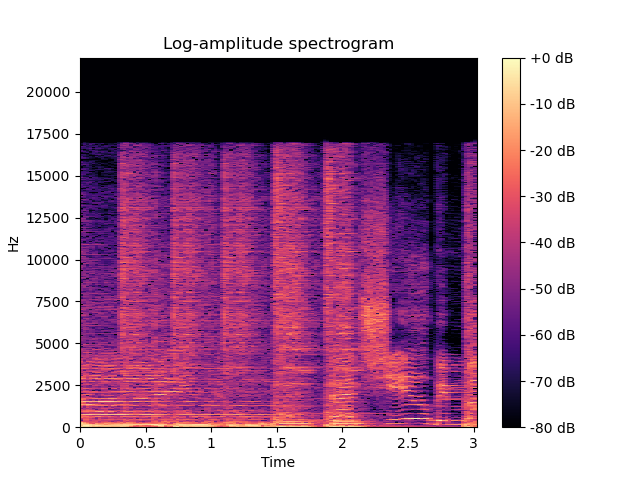 Log-amplitude spectrogram
+0 dB
20000
-10 dB
17500
-20 dB
15000
-30 dB
12500
Hz
-40 dB
10000
-50 dB
7500
-60 dB
5000
2500
-70 dB
0
-80 dB
0 0.5 1 1.5 2 2.5 3
Time